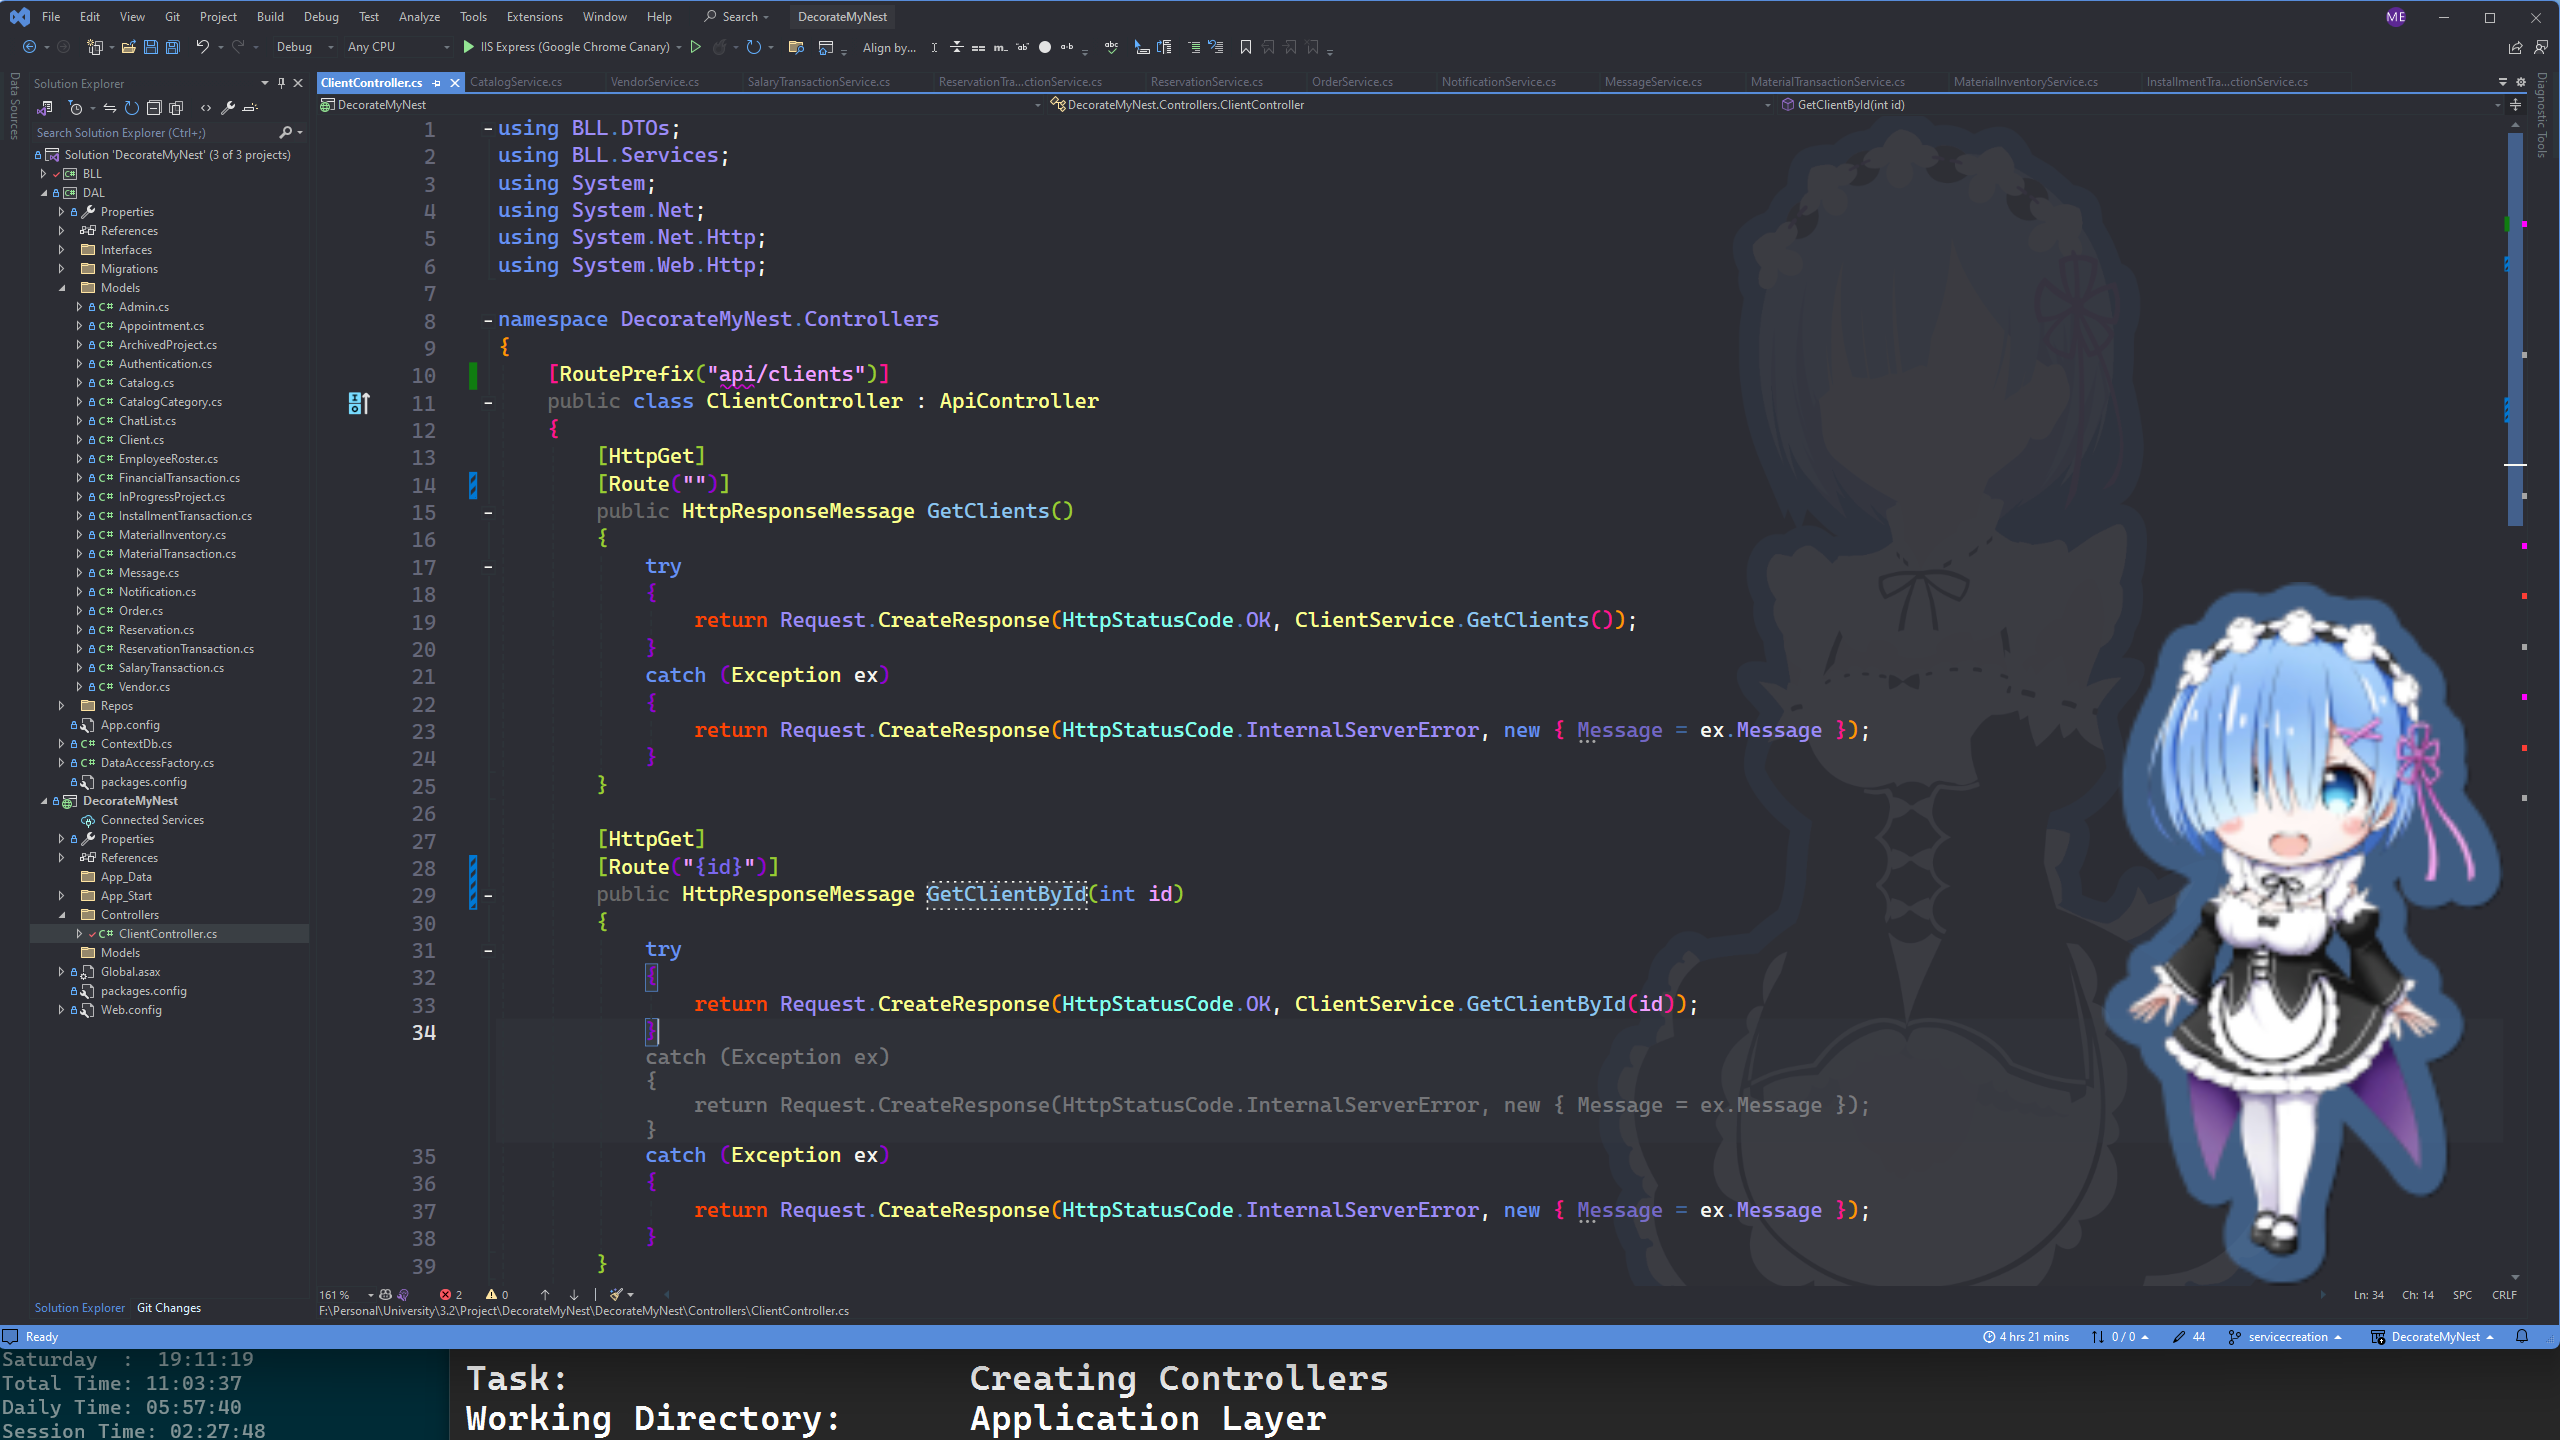 File Edit View Git Project Build Debug Test Analyze Tools Extensions Window Help Search DecorateMyNest ME
Debug Any CPU IIS Express (Google Chrome Canary) Align by...
Solution Explorer
Search Solution Explorer (Ctrl+;)
Solution 'DecorateMyNest' (3 of 3 projects)
BLL
DAL
Properties
References
Interfaces
Migrations
Models
C# Admin.cs
C# Appointment.cs
C# ArchivedProject.cs
C# Authentication.cs
C# Catalog.cs
C# CatalogCategory.cs
C# ChatList.cs
C# Client.cs
C# EmployeeRoster.cs
C# FinancialTransaction.cs
C# InProgressProject.cs
C# InstallmentTransaction.cs
C# MaterialInventory.cs
C# MaterialTransaction.cs
C# Message.cs
C# Notification.cs
C# Order.cs
C# Reservation.cs
C# ReservationTransaction.cs
C# SalaryTransaction.cs
C# Vendor.cs
Repos
App.config
C# ContextDb.cs
C# DataAccessFactory.cs
packages.config
DecorateMyNest
Connected Services
Properties
References
App_Data
App_Start
Controllers
C# ClientController.cs
Models
Global.asax
packages.config
Web.config
Solution Explorer Git Changes
Data Sources
Diagnostic Tools
ClientController.cs CatalogService.cs VendorService.cs SalaryTransactionService.cs ReservationTra...ctionService.cs ReservationService.cs OrderService.cs NotificationService.cs MessageService.cs MaterialTransactionService.cs MaterialInventoryService.cs InstallmentTra...ctionService.cs
DecorateMyNest DecorateMyNest.Controllers.ClientController GetClientById(int id)
1 using BLL.DTOs;
2 using BLL.Services;
3 using System;
4 using System.Net;
5 using System.Net.Http;
6 using System.Web.Http;
7
8 namespace DecorateMyNest.Controllers
9 {
10 [RoutePrefix("api/clients")]
11 public class ClientController : ApiController
12 {
13 [HttpGet]
14 [Route("")]
15 public HttpResponseMessage GetClients()
16 {
17 try
18 {
19 return Request.CreateResponse(HttpStatusCode.OK, ClientService.GetClients());
20 }
21 catch (Exception ex)
22 {
23 return Request.CreateResponse(HttpStatusCode.InternalServerError, new { Message = ex.Message });
24 }
25 }
26
27 [HttpGet]
28 [Route("{id}")]
29 public HttpResponseMessage GetClientById(int id)
30 {
31 try
32 {
33 return Request.CreateResponse(HttpStatusCode.OK, ClientService.GetClientById(id));
34 }
catch (Exception ex)
{
return Request.CreateResponse(HttpStatusCode.InternalServerError, new { Message = ex.Message });
}
35 catch (Exception ex)
36 {
37 return Request.CreateResponse(HttpStatusCode.InternalServerError, new { Message = ex.Message });
38 }
39 }
161 % 2 0 Ln: 34 Ch: 14 SPC CRLF
F:\Personal\University\3.2\Project\DecorateMyNest\DecorateMyNest\Controllers\ClientController.cs
Ready 4 hrs 21 mins 0 / 0 44 servicecreation DecorateMyNest
Saturday : 19:11:19
Total Time: 11:03:37
Daily Time: 05:57:40
Session Time: 02:27:48
Task: Creating Controllers
Working Directory: Application Layer